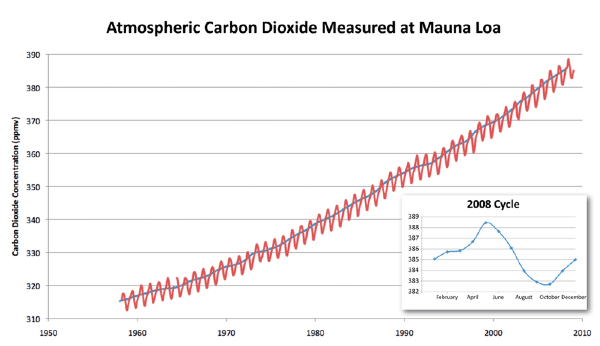 Atmospheric Carbon Dioxide Measured at Mauna Loa
Carbon Dioxide Concentration (ppmv)
390
380
370
360
350
340
330
320
310
1950
1960
1970
1980
1990
2000
2010
2008 Cycle
389
388
387
386
385
384
383
382
February
April
June
August
October
December